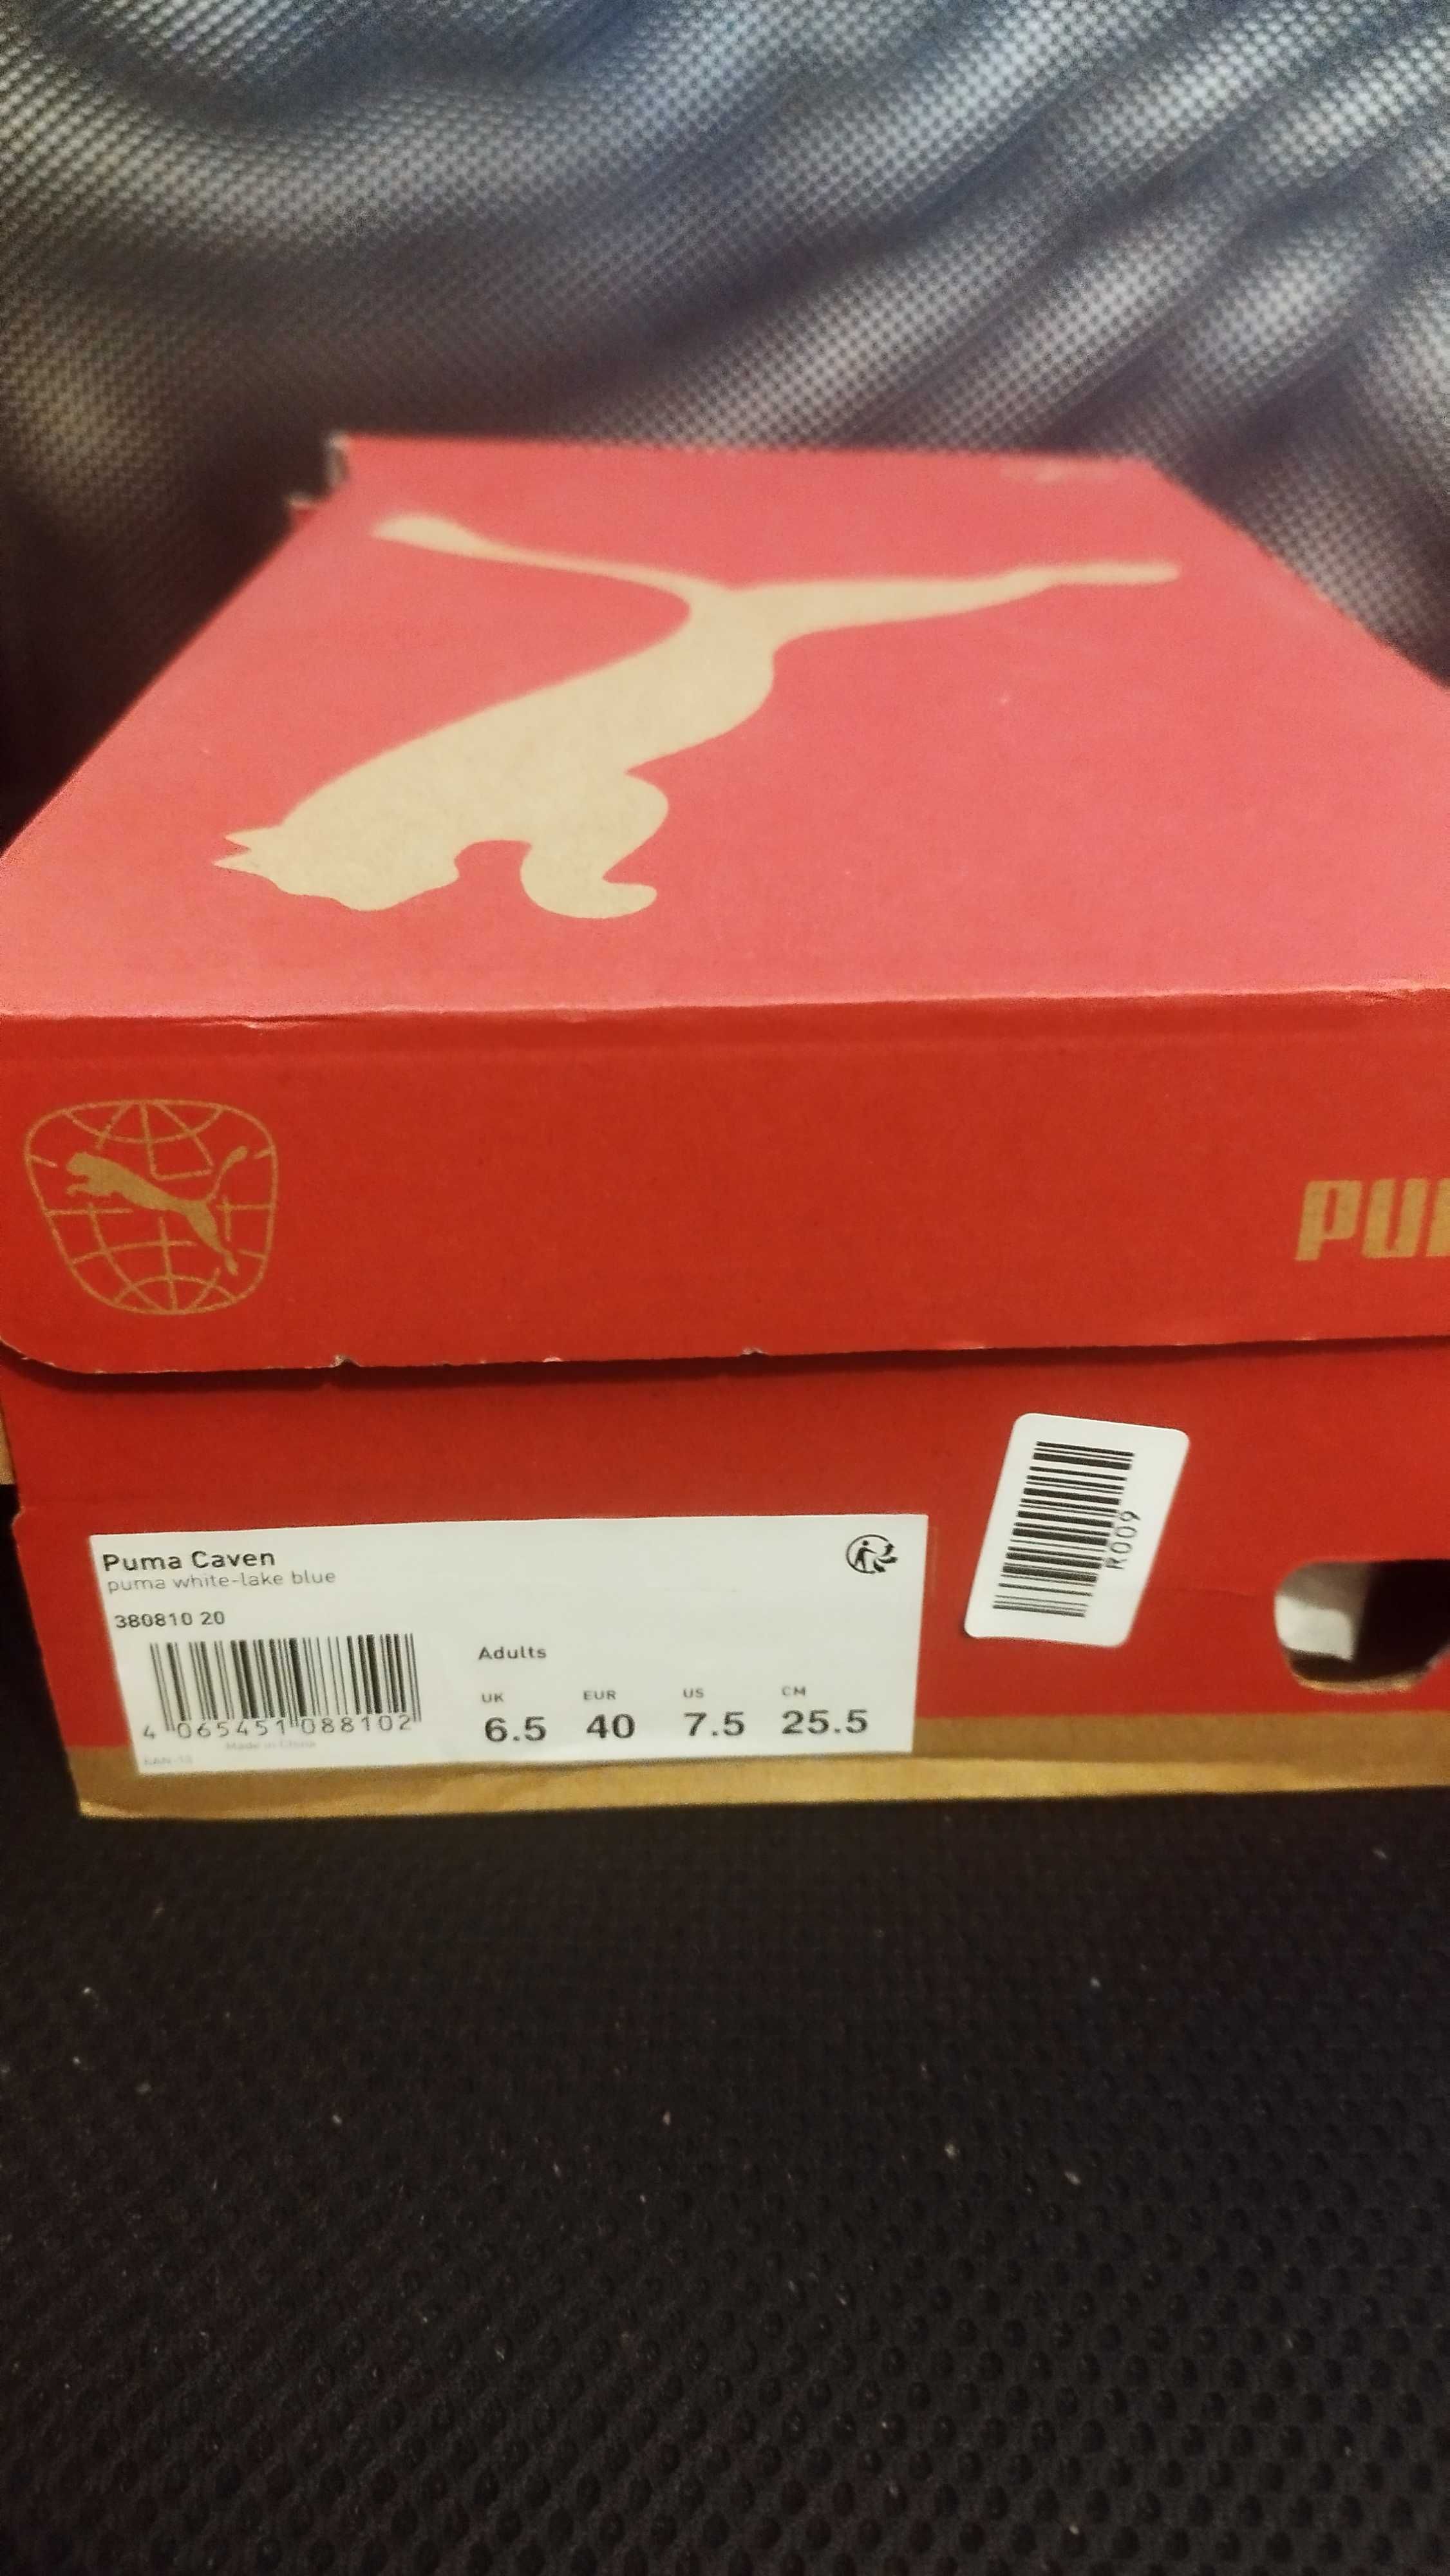 PU
R009
Puma Caven
puma white-lake blue
380810 20
Adults
UK EUR US CM
6.5 40 7.5 25.5
4 065451 088102
Made in China